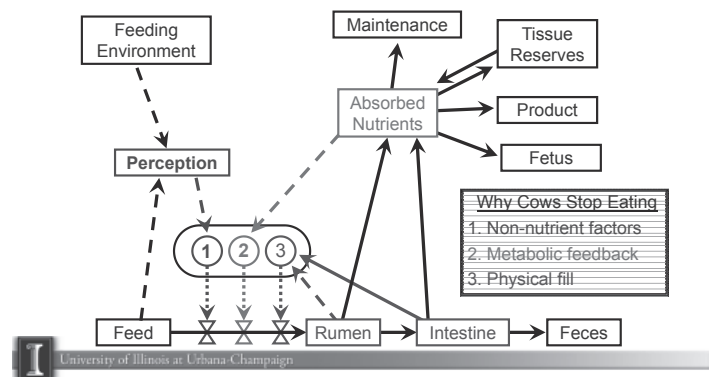 Feeding
Environment
Maintenance
Tissue
Reserves
Absorbed
Nutrients
Product
Perception
Fetus
Why Cows Stop Eating
1. Non-nutrient factors
2. Metabolic feedback
3. Physical fill
1 2 3
Feed
Rumen
Intestine
Feces
I
University of Illinois at Urbana-Champaign